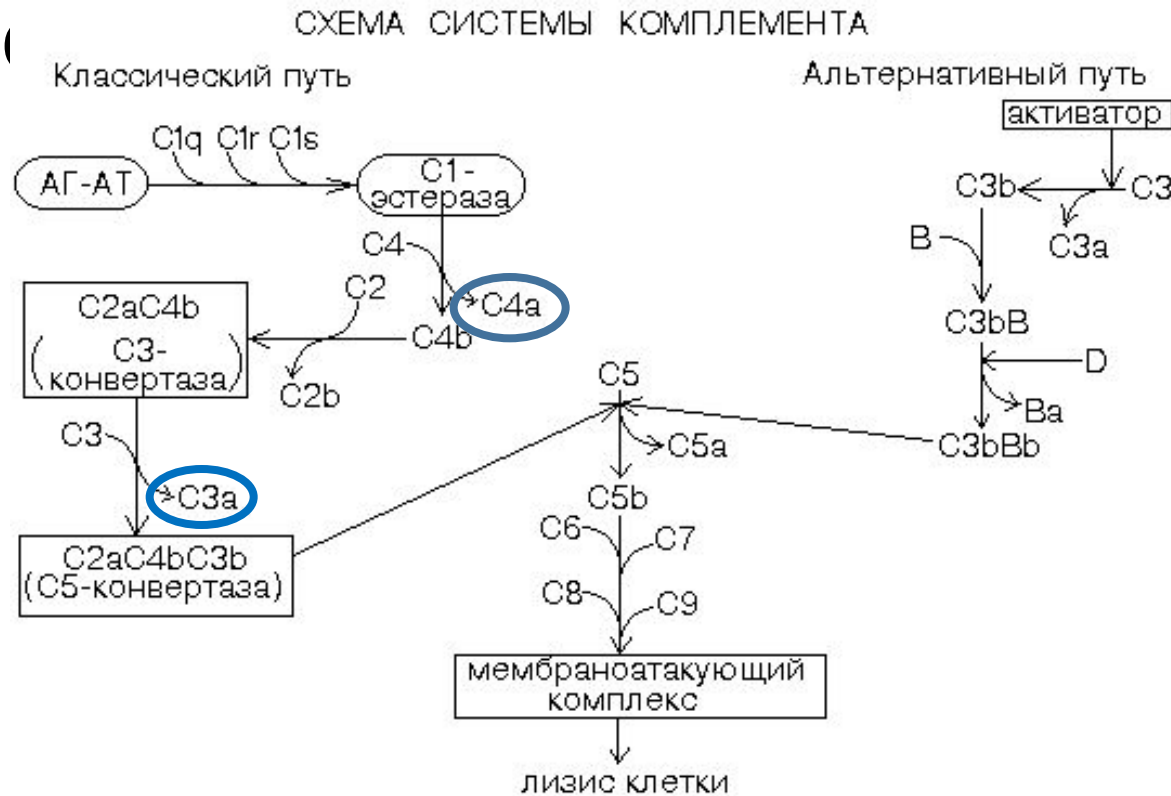 СХЕМА СИСТЕМЫ КОМПЛЕМЕНТА
Классический путь
Альтернативный путь
активатор
C1q C1r C1s
АГ-АТ
C1-
эстераза
C3b
C3
C3a
B
C4
C4a
C4b
C2
C2b
C2aC4b
(C3-
конвертаза)
C3bB
D
Ba
C3bBb
C3
C3a
C2aC4bC3b
(C5-конвертаза)
C5
C5a
C5b
C6
C7
C8
C9
мембраноатакующий
комплекс
лизис клетки